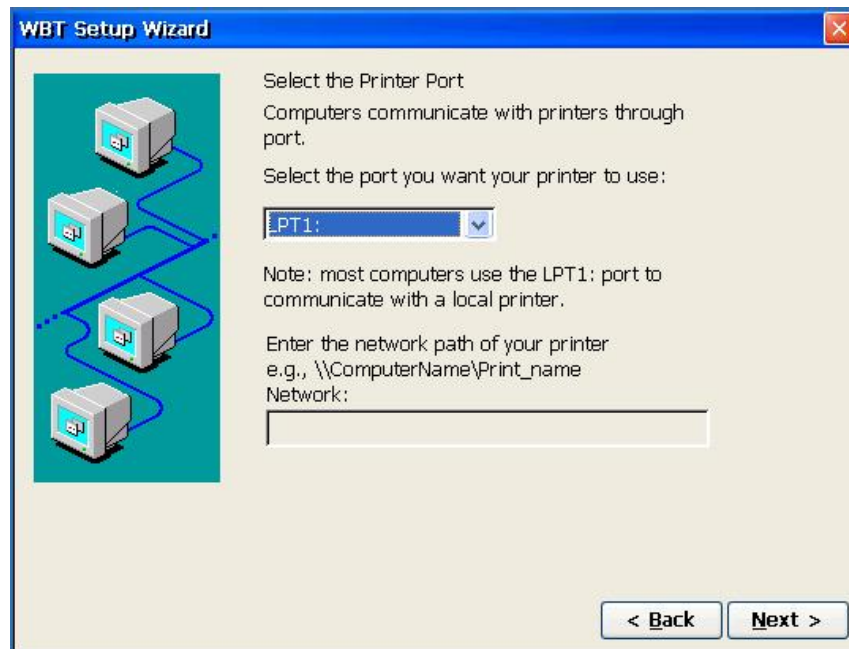 WBT Setup Wizard
Select the Printer Port
Computers communicate with printers through
port.
Select the port you want your printer to use:
LPT1:
Note: most computers use the LPT1: port to
communicate with a local printer.
Enter the network path of your printer
e.g., \\ComputerName\Print_name
Network:
< Back
Next >